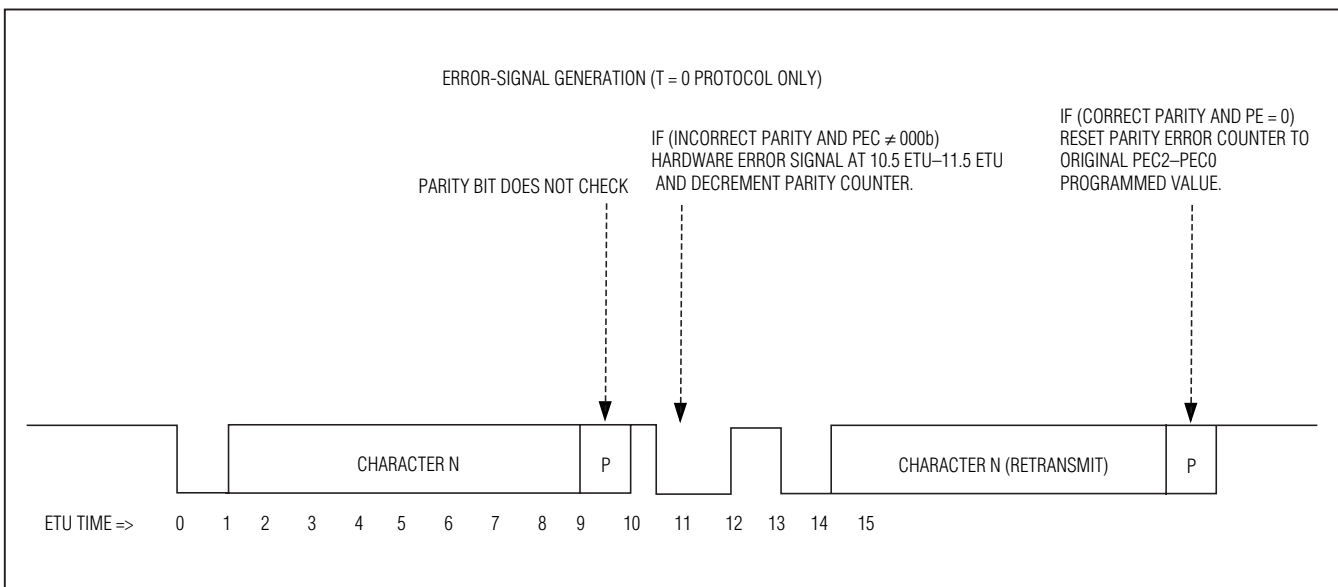 ERROR-SIGNAL GENERATION (T = 0 PROTOCOL ONLY)
PARITY BIT DOES NOT CHECK
IF (INCORRECT PARITY AND PEC ≠ 000b)
HARDWARE ERROR SIGNAL AT 10.5 ETU–11.5 ETU
AND DECREMENT PARITY COUNTER.
IF (CORRECT PARITY AND PE = 0)
RESET PARITY ERROR COUNTER TO
ORIGINAL PEC2–PEC0
PROGRAMMED VALUE.
CHARACTER N P CHARACTER N (RETRANSMIT) P
ETU TIME => 0 1 2 3 4 5 6 7 8 9 10 11 12 13 14 15